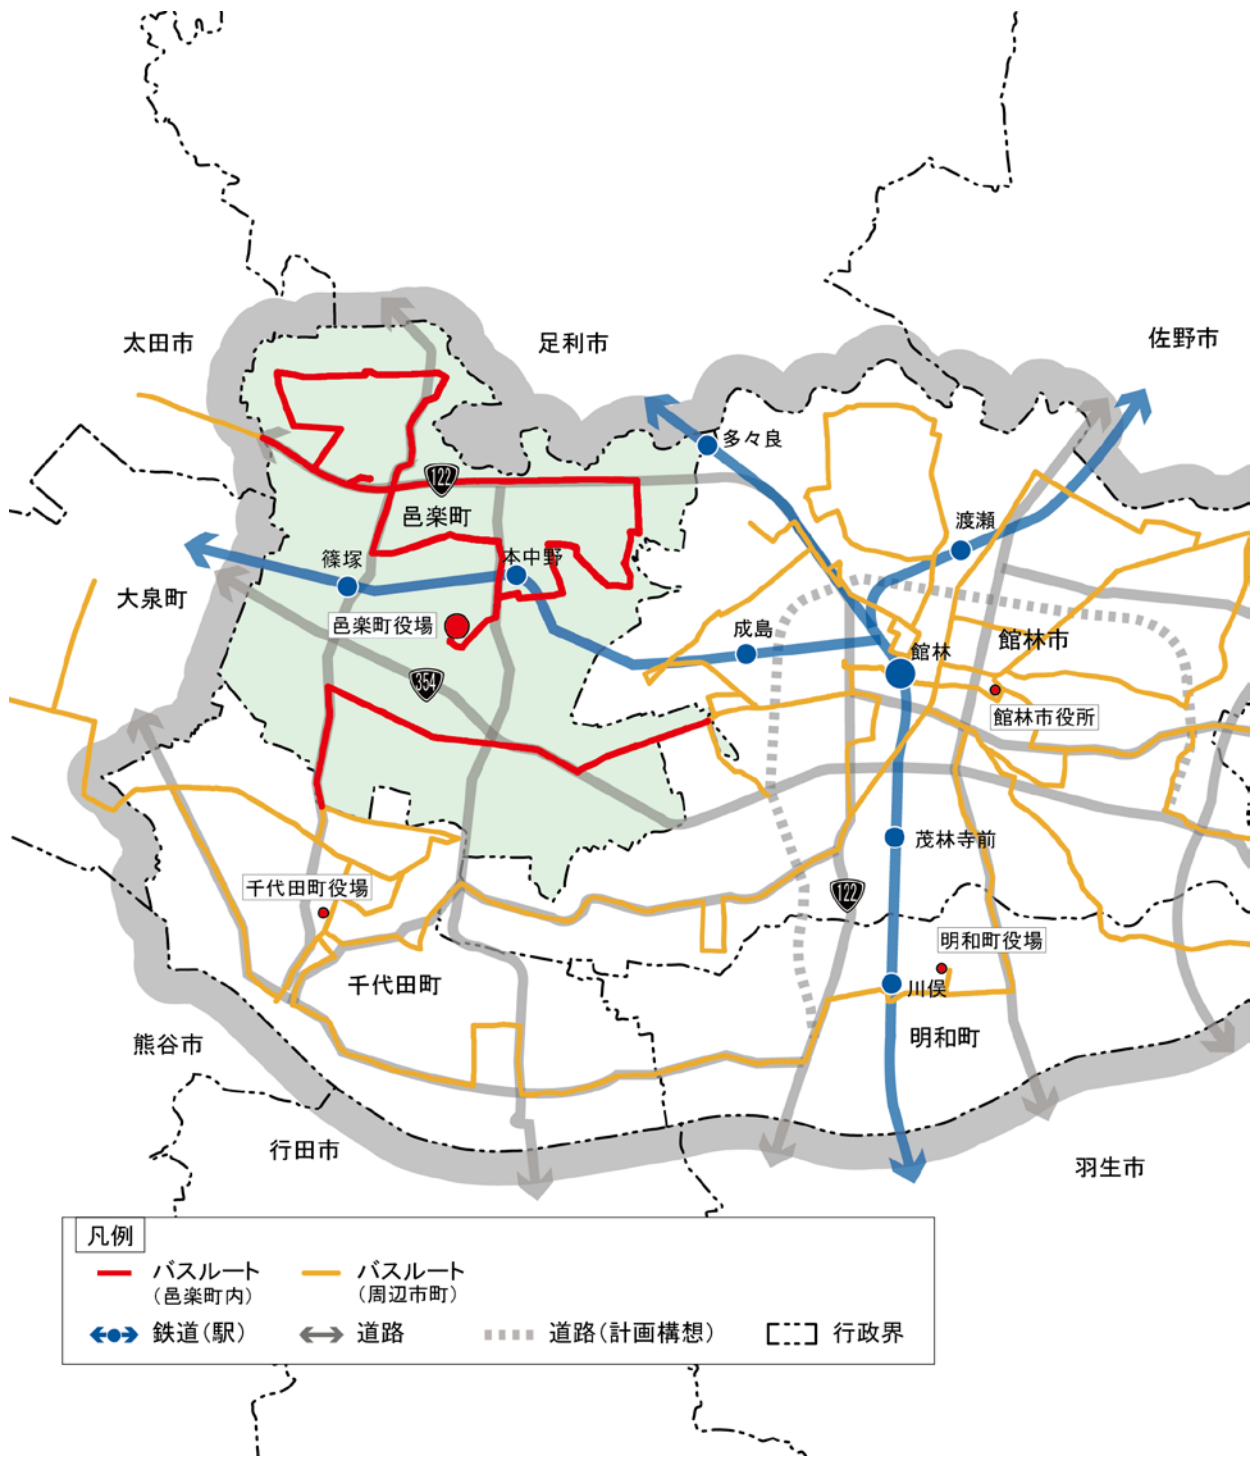 太田市
足利市
佐野市
多々良
122
邑楽町
渡瀬
篠塚
本中野
大泉町
邑楽町役場
成島
館林市
館林
354
館林市役所
茂林寺前
千代田町役場
122
明和町役場
千代田町
川俣
熊谷市
明和町
行田市
羽生市
凡例
バスルート
(邑楽町内)
バスルート
(周辺市町)
鉄道(駅)
道路
道路(計画構想)
行政界